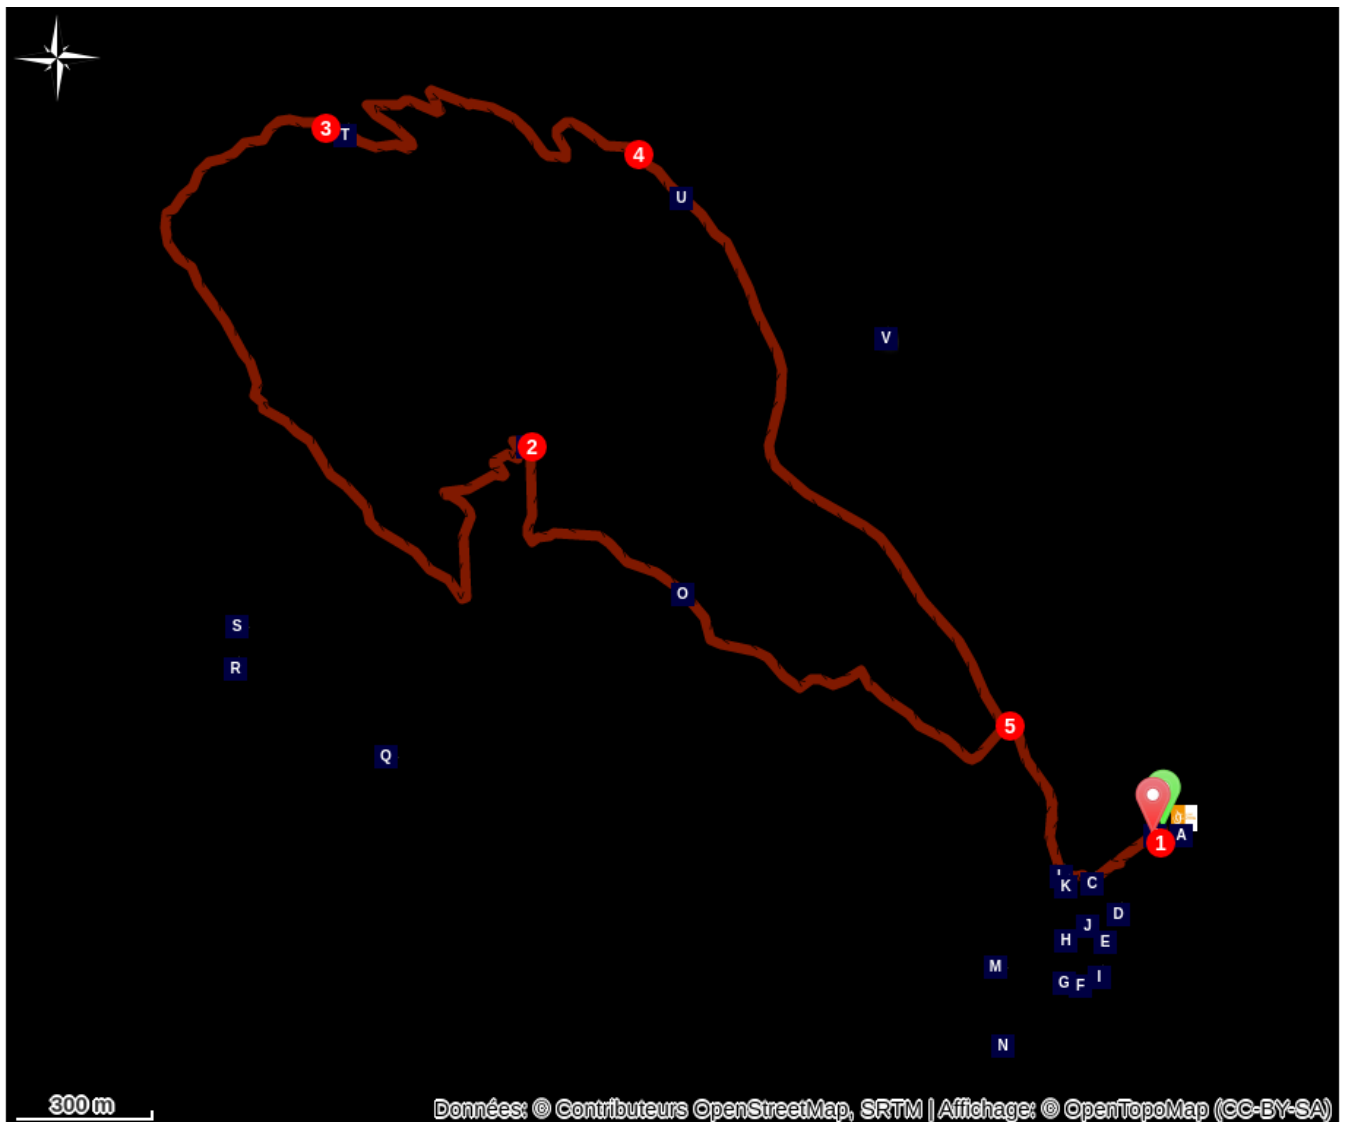 3
T
4
U
V
2
O
S
R
5
Q
A
1
K
C
D
J
H
E
M
I
G
F
N
300 m
Données: © Contributeurs OpenStreetMap, SRTM | Affichage: © OpenTopoMap (CC-BY-SA)